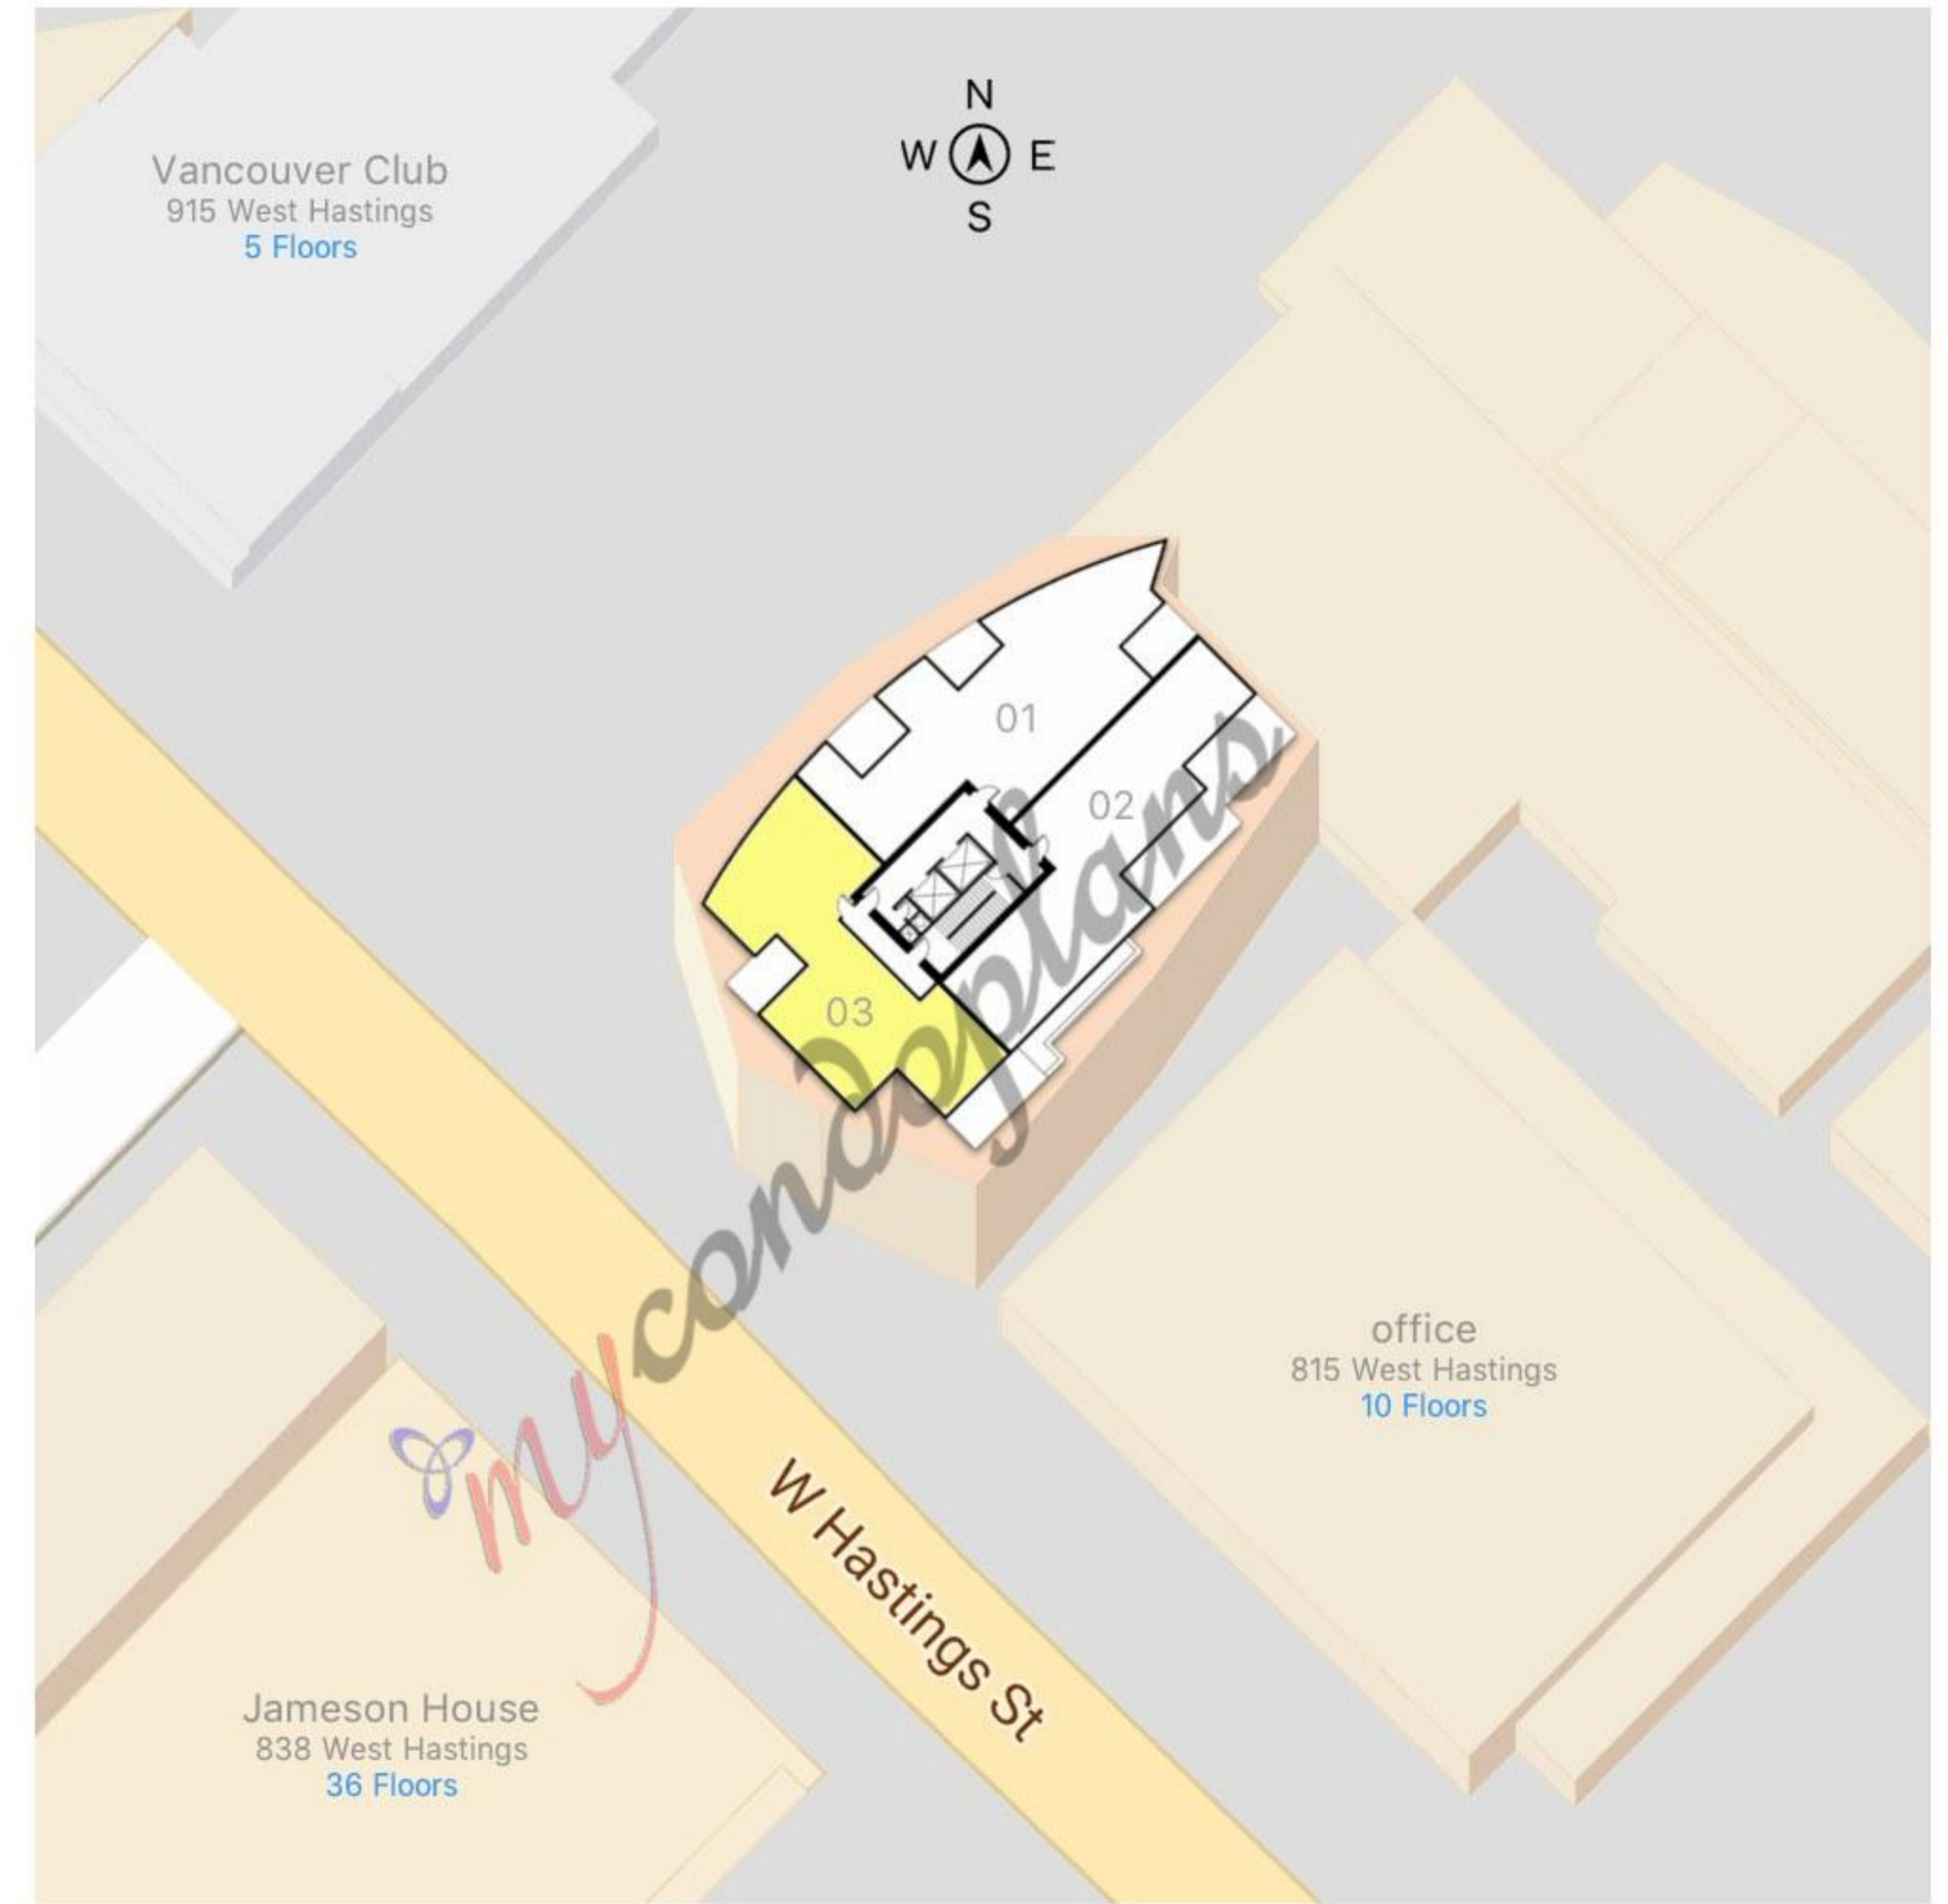 N
W E
S
Vancouver Club
915 West Hastings
5 Floors
01
02
03
mycondoplans
office
815 West Hastings
10 Floors
W Hastings St
Jameson House
838 West Hastings
36 Floors